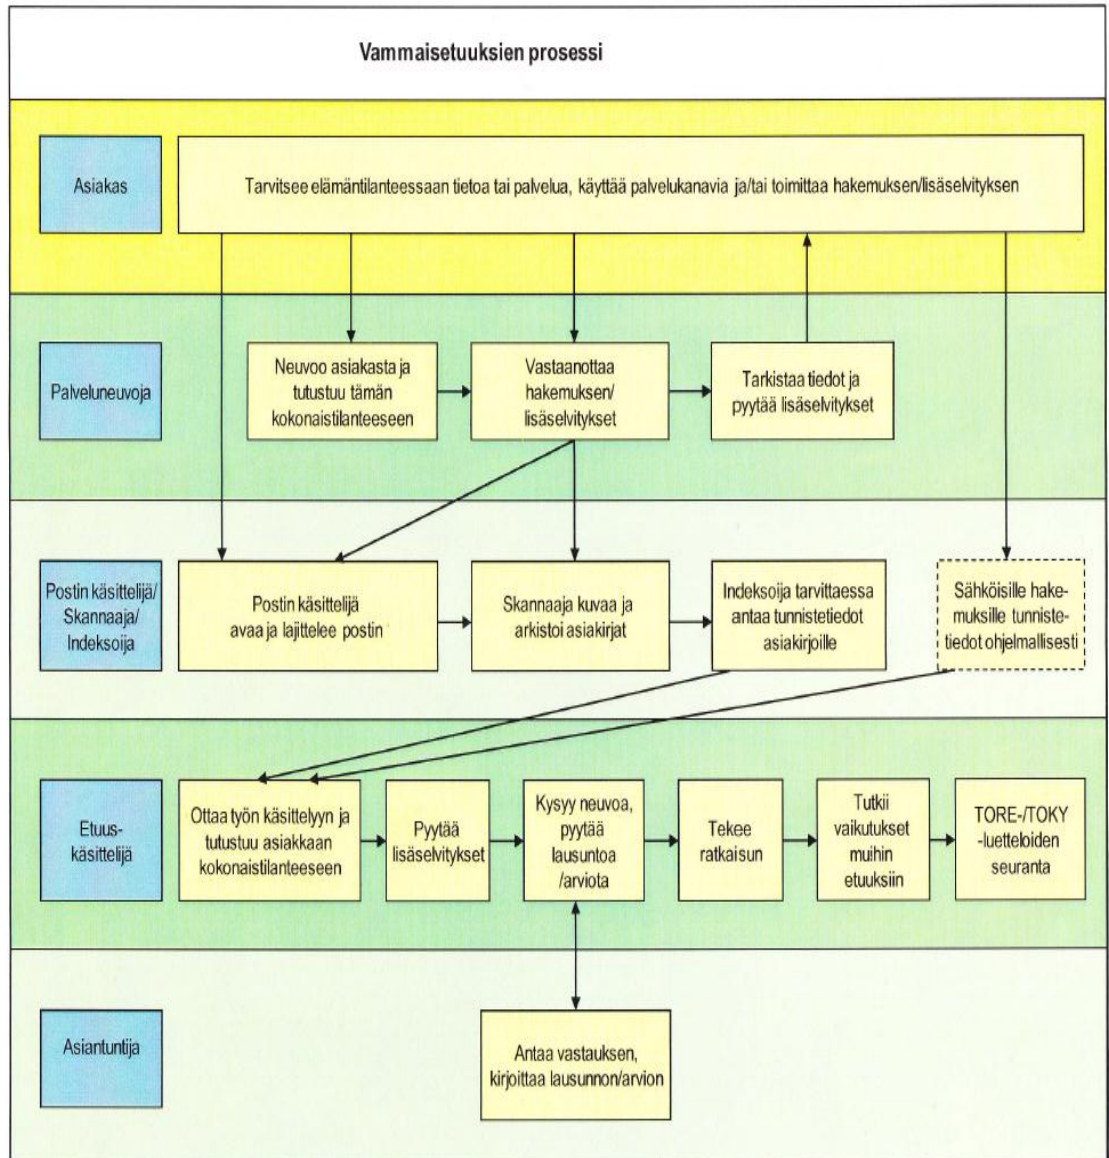 Vammaisetuuksien prosessi
Asiakas
Tarvitsee elämäntilanteessaan tietoa tai palvelua, käyttää palvelukanavia ja/tai toimittaa hakemuksen/lisäselvityksen
Palveluneuvoja
Neuvoo asiakasta ja
tutustuu tämän
kokonaistilanteeseen
Vastaanottaa
hakemuksen/
lisäselvitykset
Tarkistaa tiedot ja
pyytää lisäselvitykset
Postin käsittelijä/
Skannaaja/
Indeksoija
Postin käsittelijä
avaa ja lajittelee postin
Skannaaja kuvaa ja
arkistoi asiakirjat
Indeksoija tarvittaessa
antaa tunnistetiedot
asiakirjoille
Sähköisille hake-
muksille tunniste-
tiedot ohjelmallisesti
Etuus-
käsittelijä
Ottaa työn käsittelyyn ja
tutustuu asiakkaan
kokonaistilanteeseen
Pyytää
lisäselvitykset
Kysyy neuvoa,
pyytää
lausuntoa
/arviota
Tekee
ratkaisun
Tutkii
vaikutukset
muihin
etuuksiin
TORE-/TOKY
-luetteloiden
seuranta
Asiantuntija
Antaa vastauksen,
kirjoittaa lausunnon/arvion